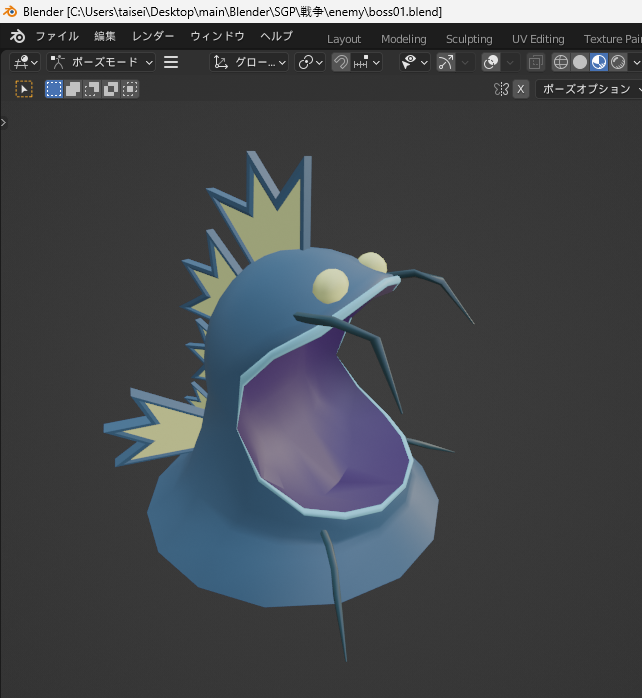 Blender [C:\Users\taisei\Desktop\main\Blender\SGP\戦争\enemy\boss01.blend]
ファイル 編集 レンダー ウィンドウ ヘルプ Layout Modeling Sculpting UV Editing Texture Pai
ポーズモード グロー...
X ポーズオプション